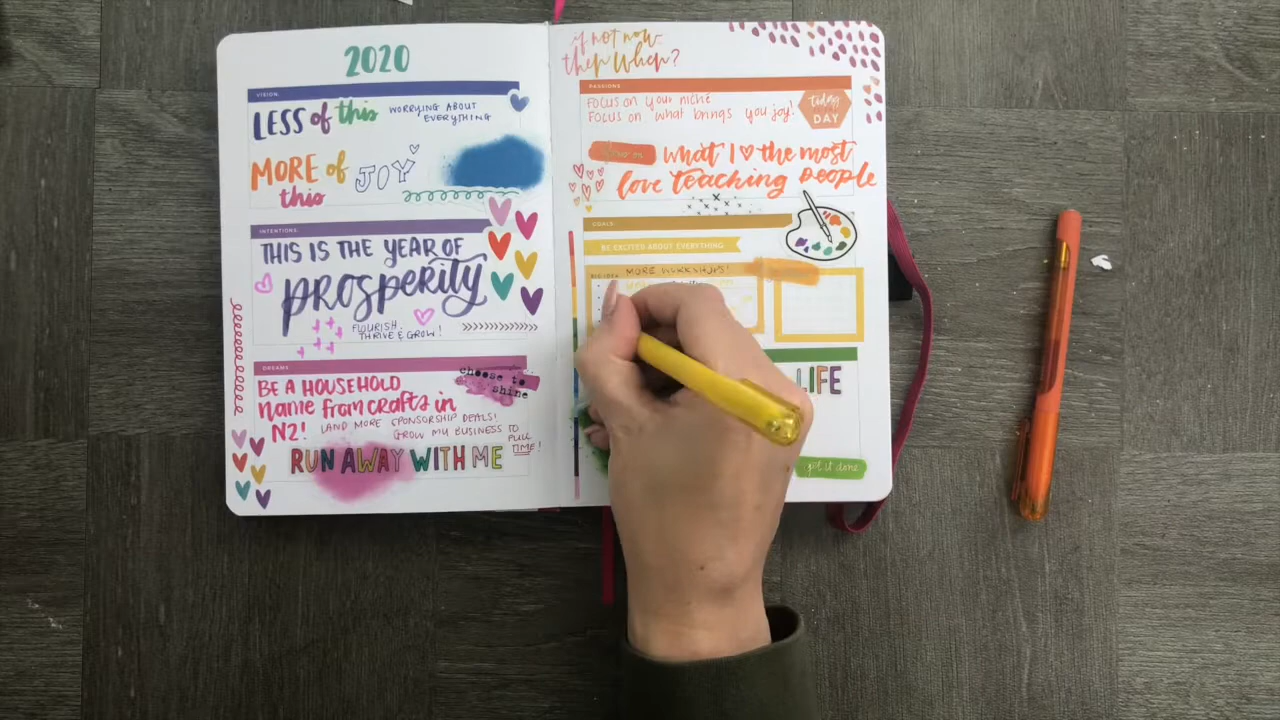 2020
VISION
LESS of this
WORRYING ABOUT
EVERYTHING
MORE of
this
JOY
INTENTIONS
THIS IS THE YEAR OF
PROSPERITY
FLOURISH,
THRIVE & GROW!
DREAMS
choose to
shine
BE A HOUSEHOLD
name from crafts in
NZ!
LAND MORE SPONSORSHIP DEALS!
GROW MY BUSINESS TO
FULL
TIME!
RUN AWAY WITH ME
if not now
then when?
PASSIONS
FOCUS ON YOUR NICHE
FOCUS ON what brings you joy!
today
IS THE
DAY
what I ♥ the most
love teaching people
GOALS
BE EXCITED ABOUT EVERYTHING
BIG IDEA
MORE WORKSHOPS!
LIFE
get it done